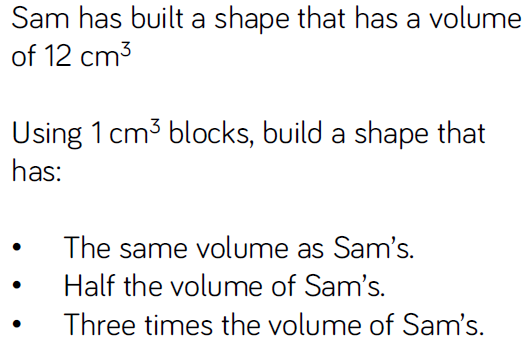 Sam has built a shape that has a volume
of 12 cm³
Using 1 cm³ blocks, build a shape that
has:
• The same volume as Sam's.
• Half the volume of Sam's.
• Three times the volume of Sam's.